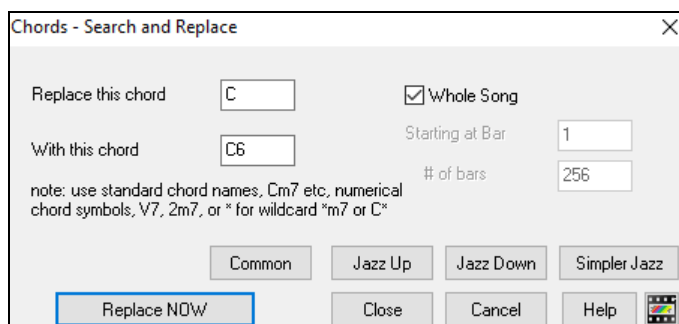 Chords - Search and Replace
Replace this chord C
Whole Song
Starting at Bar 1
With this chord C6
# of bars 256
note: use standard chord names, Cm7 etc, numerical
chord symbols, V7, 2m7, or * for wildcard *m7 or C*
Common Jazz Up Jazz Down Simpler Jazz
Replace NOW Close Cancel Help